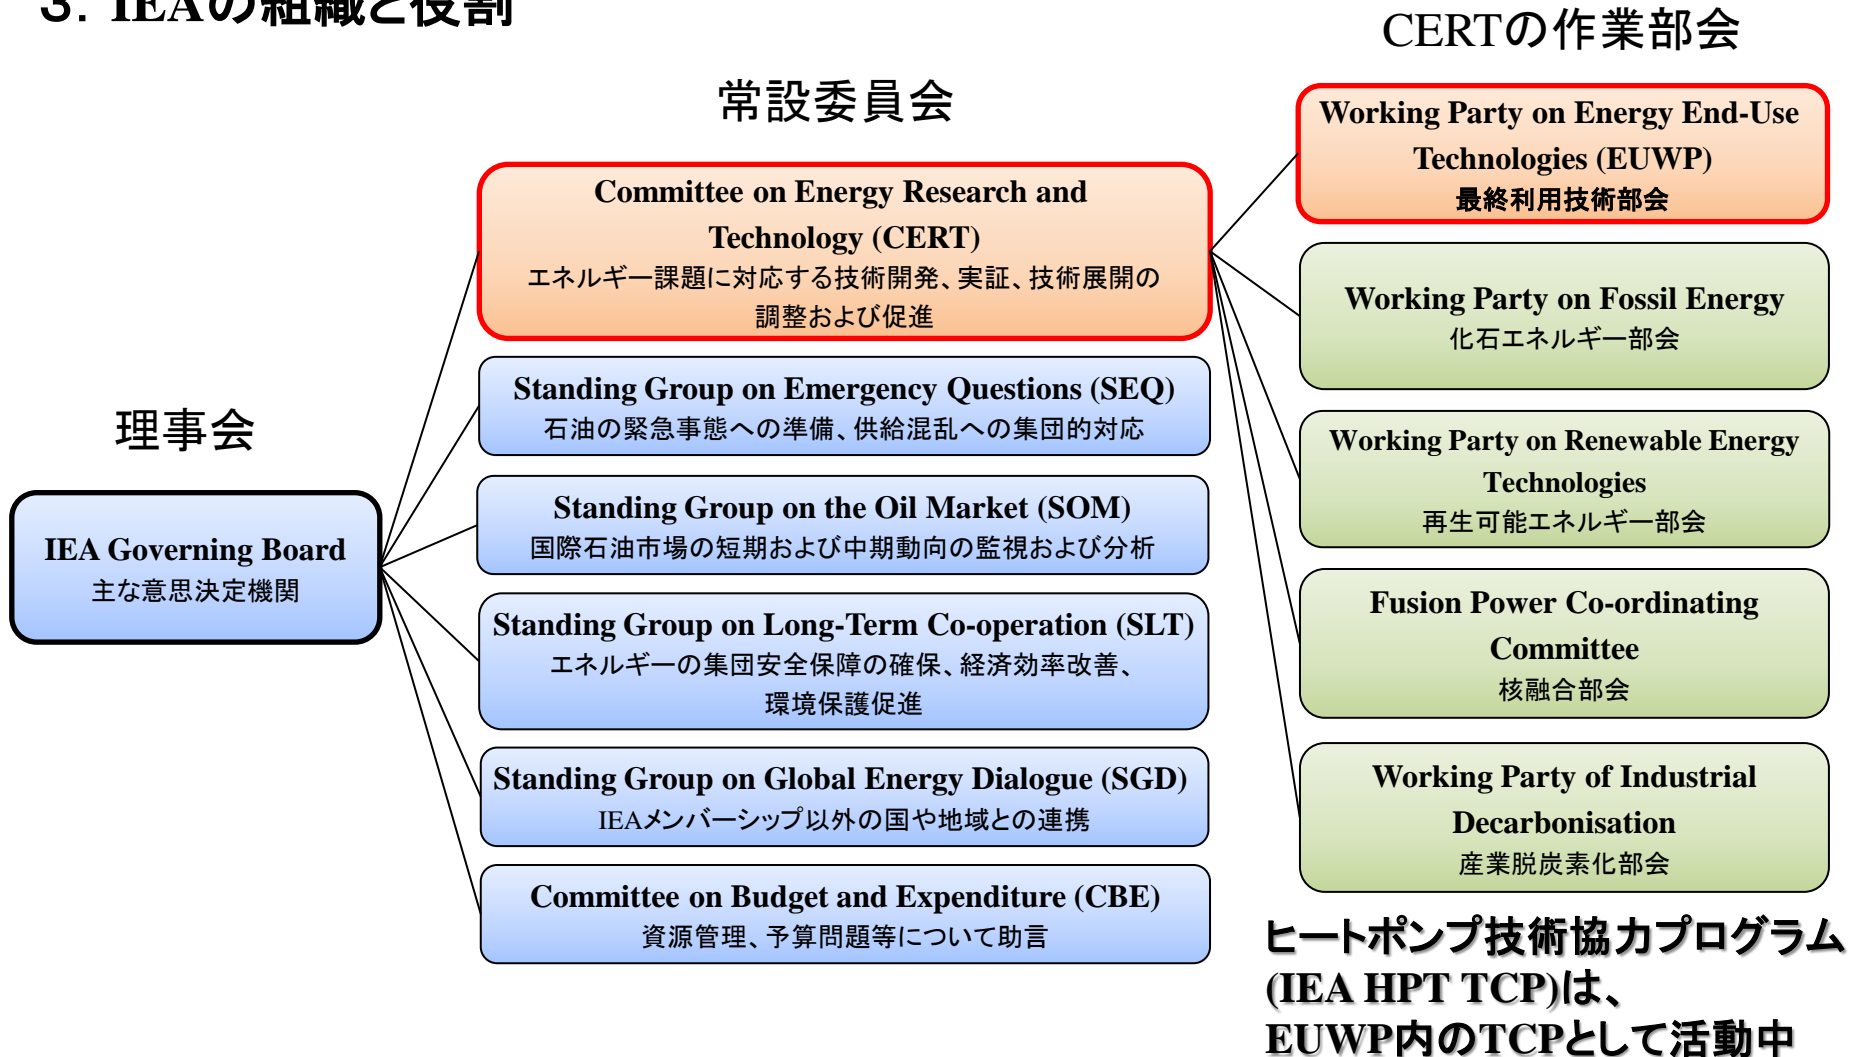 3. IEAの組織と役割
CERTの作業部会
常設委員会
理事会
IEA Governing Board
主な意思決定機関
Committee on Energy Research and
Technology (CERT)
エネルギー課題に対応する技術開発、実証、技術展開の
調整および促進
Standing Group on Emergency Questions (SEQ)
石油の緊急事態への準備、供給混乱への集団的対応
Standing Group on the Oil Market (SOM)
国際石油市場の短期および中期動向の監視および分析
Standing Group on Long-Term Co-operation (SLT)
エネルギーの集団安全保障の確保、経済効率改善、
環境保護促進
Standing Group on Global Energy Dialogue (SGD)
IEAメンバーシップ以外の国や地域との連携
Committee on Budget and Expenditure (CBE)
資源管理、予算問題等について助言
Working Party on Energy End-Use
Technologies (EUWP)
最終利用技術部会
Working Party on Fossil Energy
化石エネルギー部会
Working Party on Renewable Energy
Technologies
再生可能エネルギー部会
Fusion Power Co-ordinating
Committee
核融合部会
Working Party of Industrial
Decarbonisation
産業脱炭素化部会
ヒートポンプ技術協力プログラム
(IEA HPT TCP)は、
EUWP内のTCPとして活動中